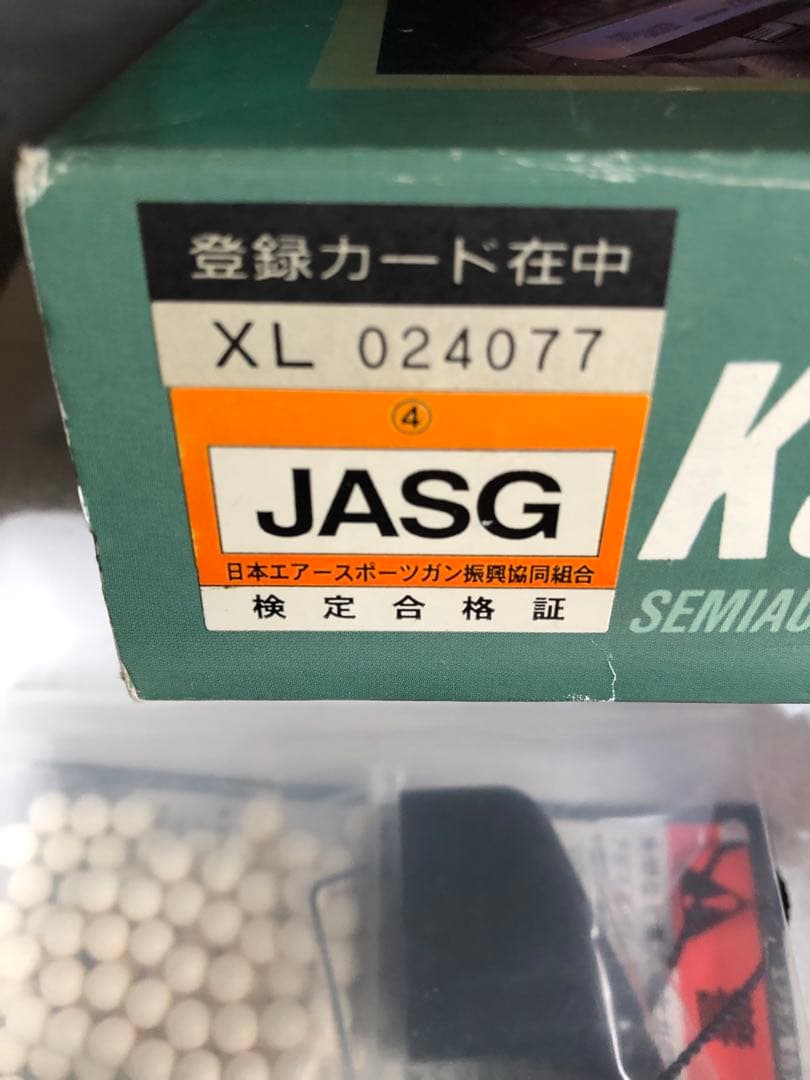 登録カード在中
XL 024077
④
JASG
日本エアースポーツガン振興協同組合
検定合格証